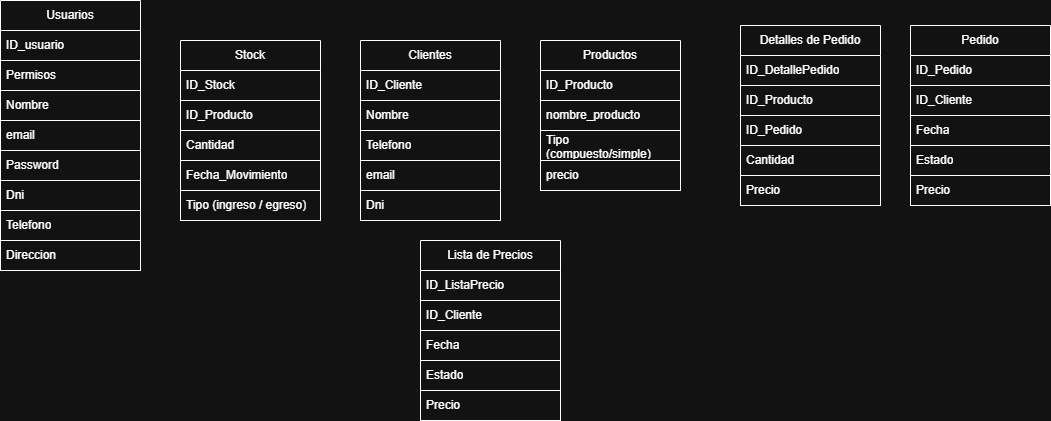 Usuarios
ID_usuario
Permisos
Nombre
email
Password
Dni
Telefono
Direccion
Stock
ID_Stock
ID_Producto
Cantidad
Fecha_Movimiento
Tipo (ingreso / egreso)
Clientes
ID_Cliente
Nombre
Telefono
email
Dni
Productos
ID_Producto
nombre_producto
Tipo
(compuesto/simple)
precio
Detalles de Pedido
ID_DetallePedido
ID_Producto
ID_Pedido
Cantidad
Precio
Pedido
ID_Pedido
ID_Cliente
Fecha
Estado
Precio
Lista de Precios
ID_ListaPrecio
ID_Cliente
Fecha
Estado
Precio